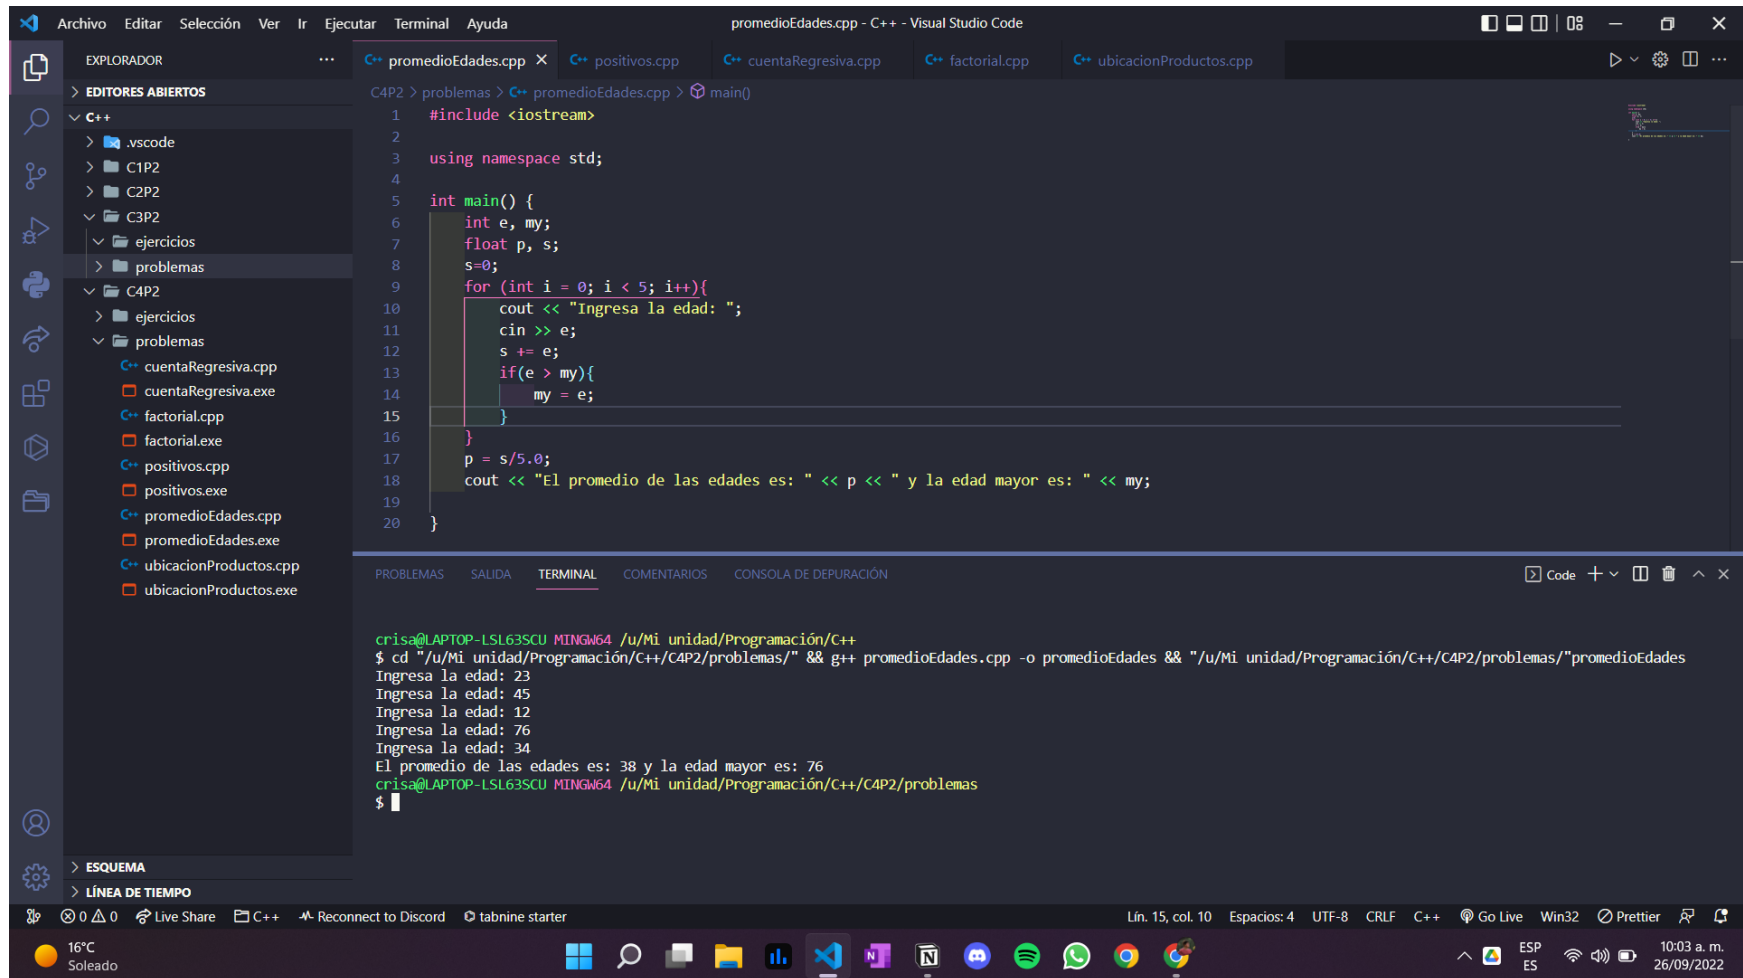 Archivo Editar Selección Ver Ir Ejecutar Terminal Ayuda
promedioEdades.cpp - C++ - Visual Studio Code
EXPLORADOR
EDITORES ABIERTOS
C++
.vscode
C1P2
C2P2
C3P2
ejercicios
problemas
C4P2
ejercicios
problemas
cuentaRegresiva.cpp
cuentaRegresiva.exe
factorial.cpp
factorial.exe
positivos.cpp
positivos.exe
promedioEdades.cpp
promedioEdades.exe
ubicacionProductos.cpp
ubicacionProductos.exe
ESQUEMA
LÍNEA DE TIEMPO
promedioEdades.cpp positivos.cpp cuentaRegresiva.cpp factorial.cpp ubicacionProductos.cpp
C4P2 > problemas > promedioEdades.cpp > main()
1 #include <iostream>
2
3 using namespace std;
4
5 int main() {
6 int e, my;
7 float p, s;
8 s=0;
9 for (int i = 0; i < 5; i++){
10 cout << "Ingresa la edad: ";
11 cin >> e;
12 s += e;
13 if(e > my){
14 my = e;
15 }
16 }
17 p = s/5.0;
18 cout << "El promedio de las edades es: " << p << " y la edad mayor es: " << my;
19
20 }
PROBLEMAS SALIDA TERMINAL COMENTARIOS CONSOLA DE DEPURACIÓN
Code
crisa@LAPTOP-LSL63SCU MINGW64 /u/Mi unidad/Programación/C++
$ cd "/u/Mi unidad/Programación/C++/C4P2/problemas/" && g++ promedioEdades.cpp -o promedioEdades && "/u/Mi unidad/Programación/C++/C4P2/problemas/"promedioEdades
Ingresa la edad: 23
Ingresa la edad: 45
Ingresa la edad: 12
Ingresa la edad: 76
Ingresa la edad: 34
El promedio de las edades es: 38 y la edad mayor es: 76
crisa@LAPTOP-LSL63SCU MINGW64 /u/Mi unidad/Programación/C++/C4P2/problemas
$
0 0 Live Share C++ Reconnect to Discord tabnine starter
Lín. 15, col. 10 Espacios: 4 UTF-8 CRLF C++ Go Live Win32 Prettier
16°C
Soleado
ESP
ES
10:03 a. m.
26/09/2022